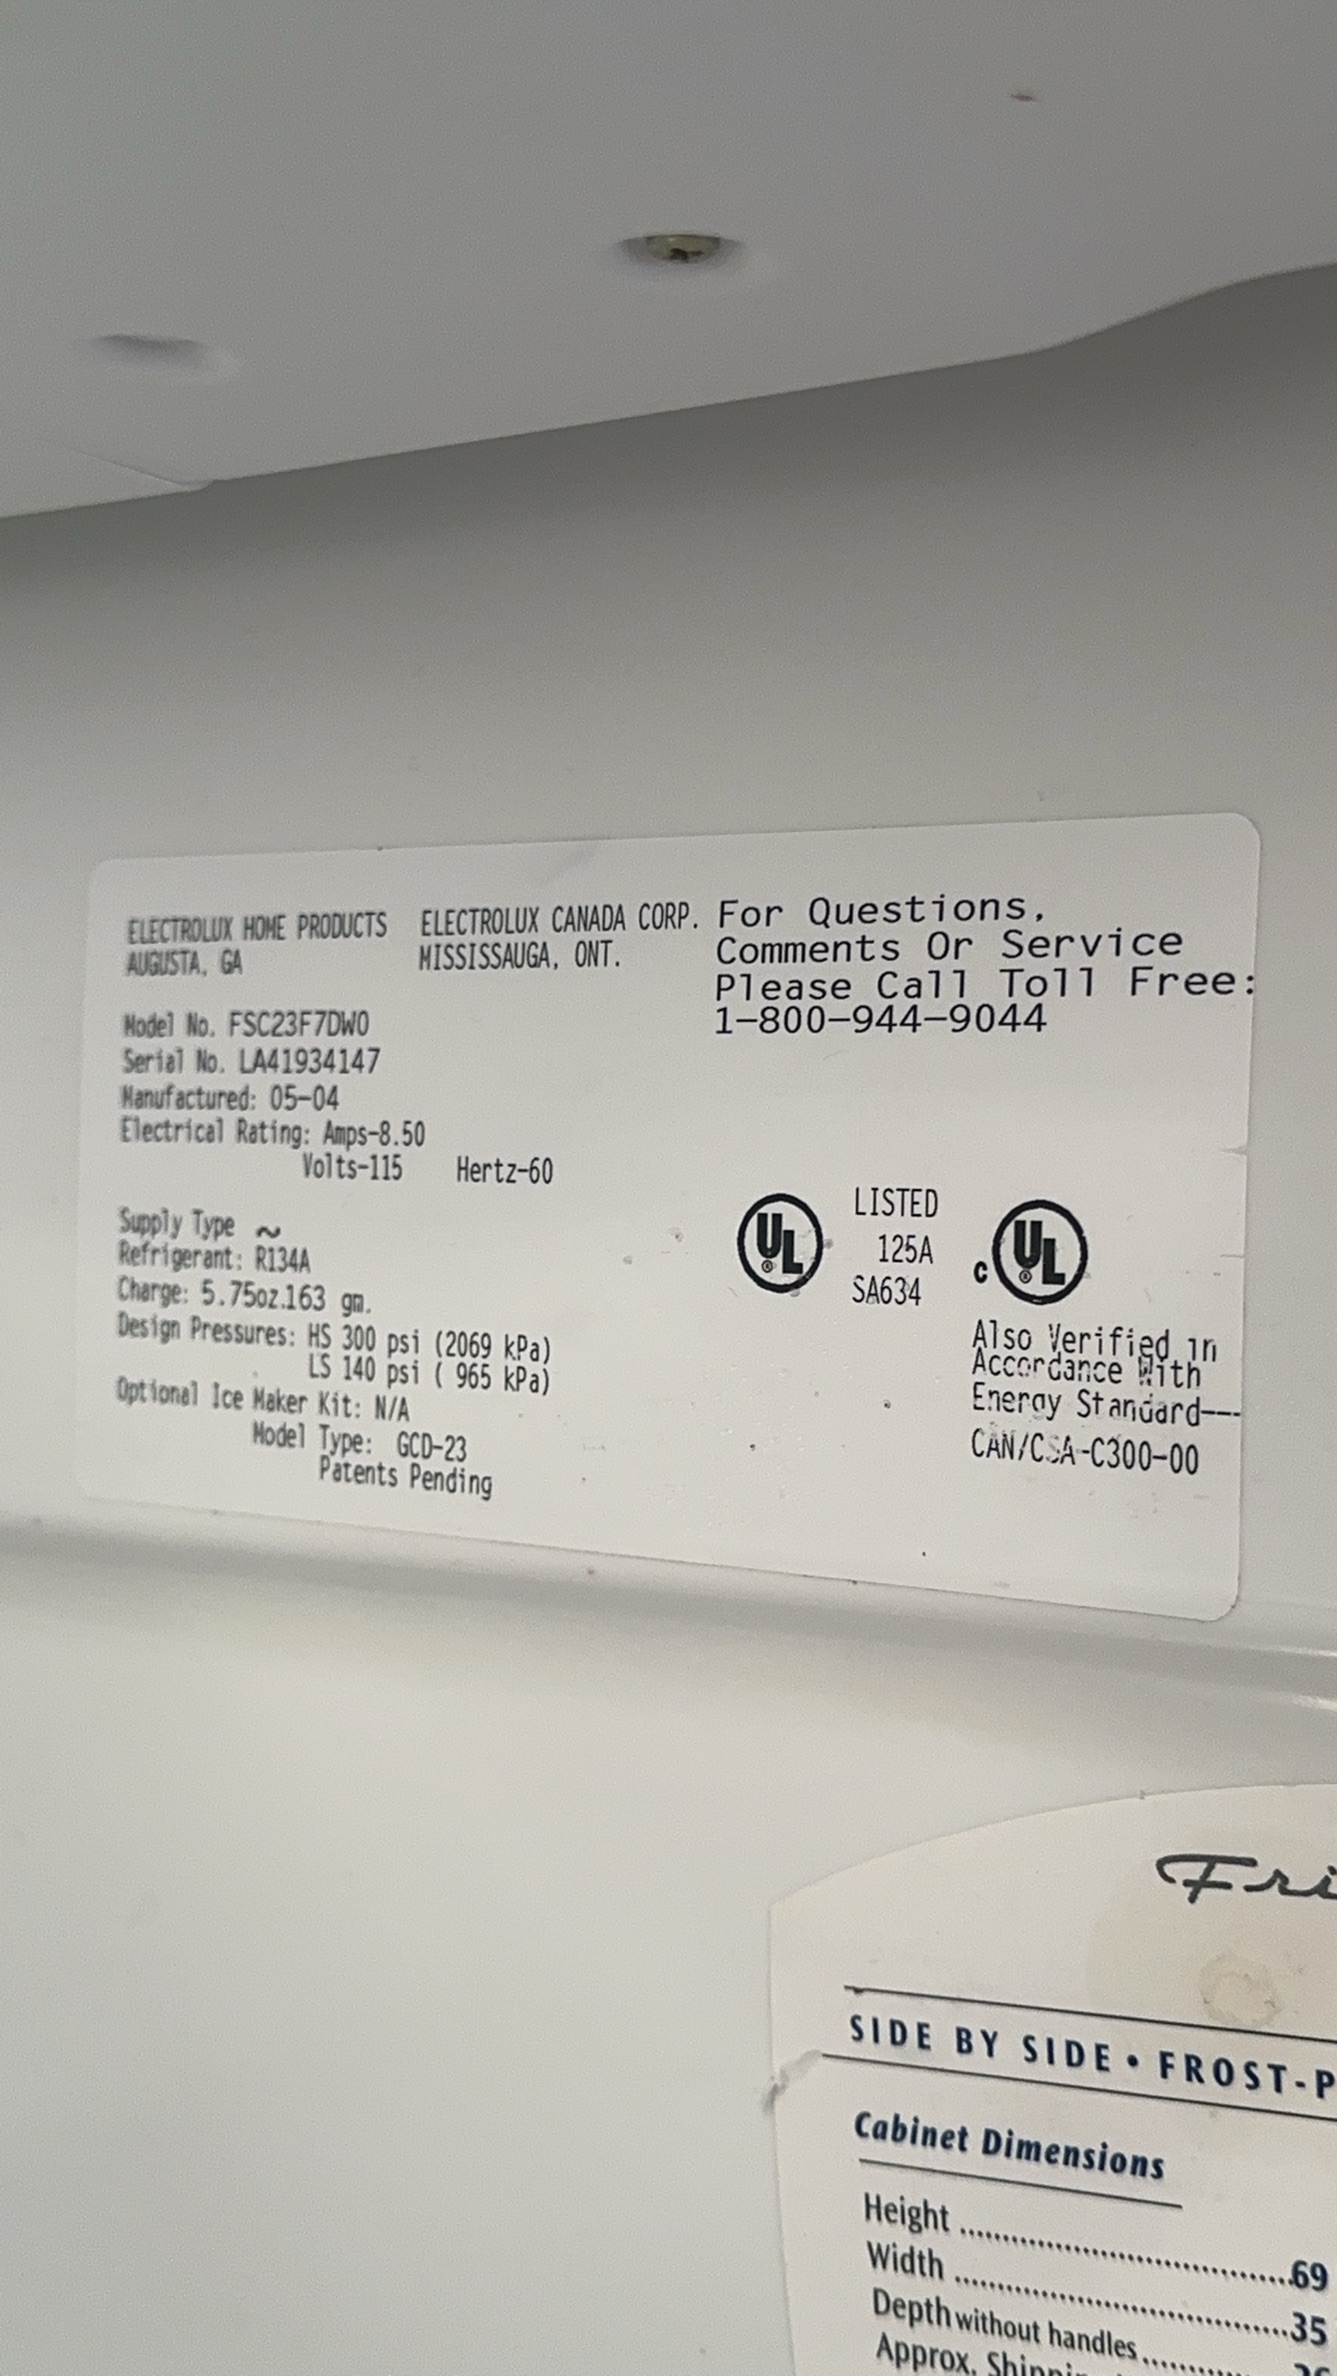 ELECTROLUX HOME PRODUCTS
AUGUSTA, GA
ELECTROLUX CANADA CORP.
MISSISSAUGA, ONT.
For Questions,
Comments Or Service
Please Call Toll Free:
1-800-944-9044
Model No. FSC23F7DW0
Serial No. LA41934147
Manufactured: 05-04
Electrical Rating: Amps-8.50
Volts-115 Hertz-60
Supply Type ~
Refrigerant: R134A
Charge: 5.75oz.163 gm.
Design Pressures: HS 300 psi (2069 kPa)
LS 140 psi ( 965 kPa)
Optional Ice Maker Kit: N/A
Model Type: GCD-23
Patents Pending
UL ®
LISTED
125A
SA634
c UL ®
Also Verified in
Accordance With
Energy Standard---
CAN/CSA-C300-00
Fri
SIDE BY SIDE • FROST-P
Cabinet Dimensions
Height ........ 69
Width ........ 35
Depth without handles ........
Approx.